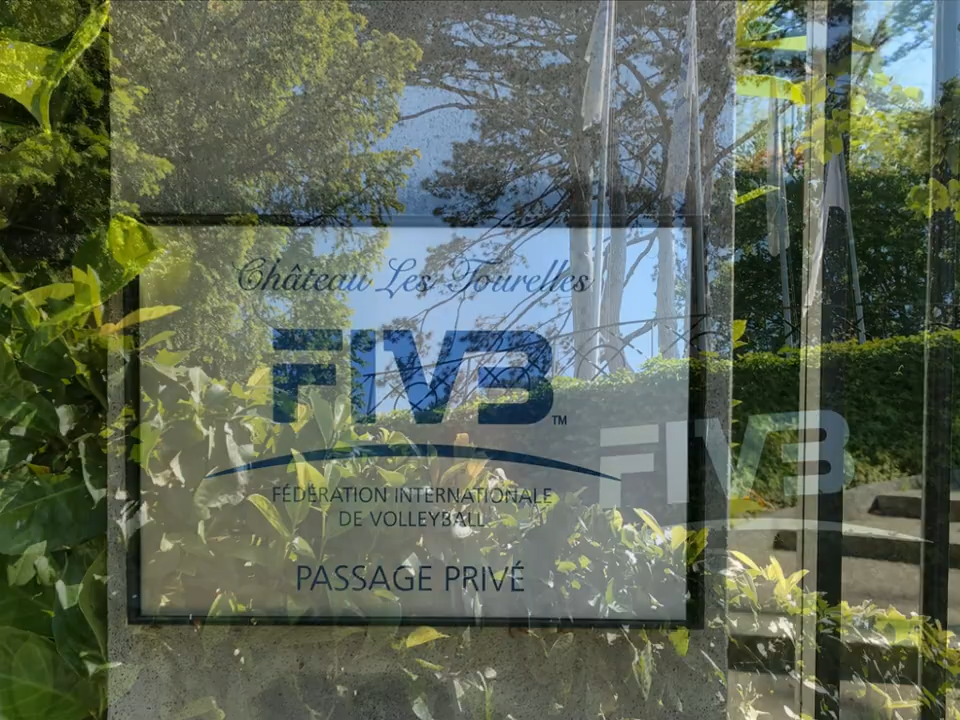 Château Les Tourelles
FIVB™
FÉDÉRATION INTERNATIONALE
DE VOLLEYBALL
PASSAGE PRIVÉ
FIVB